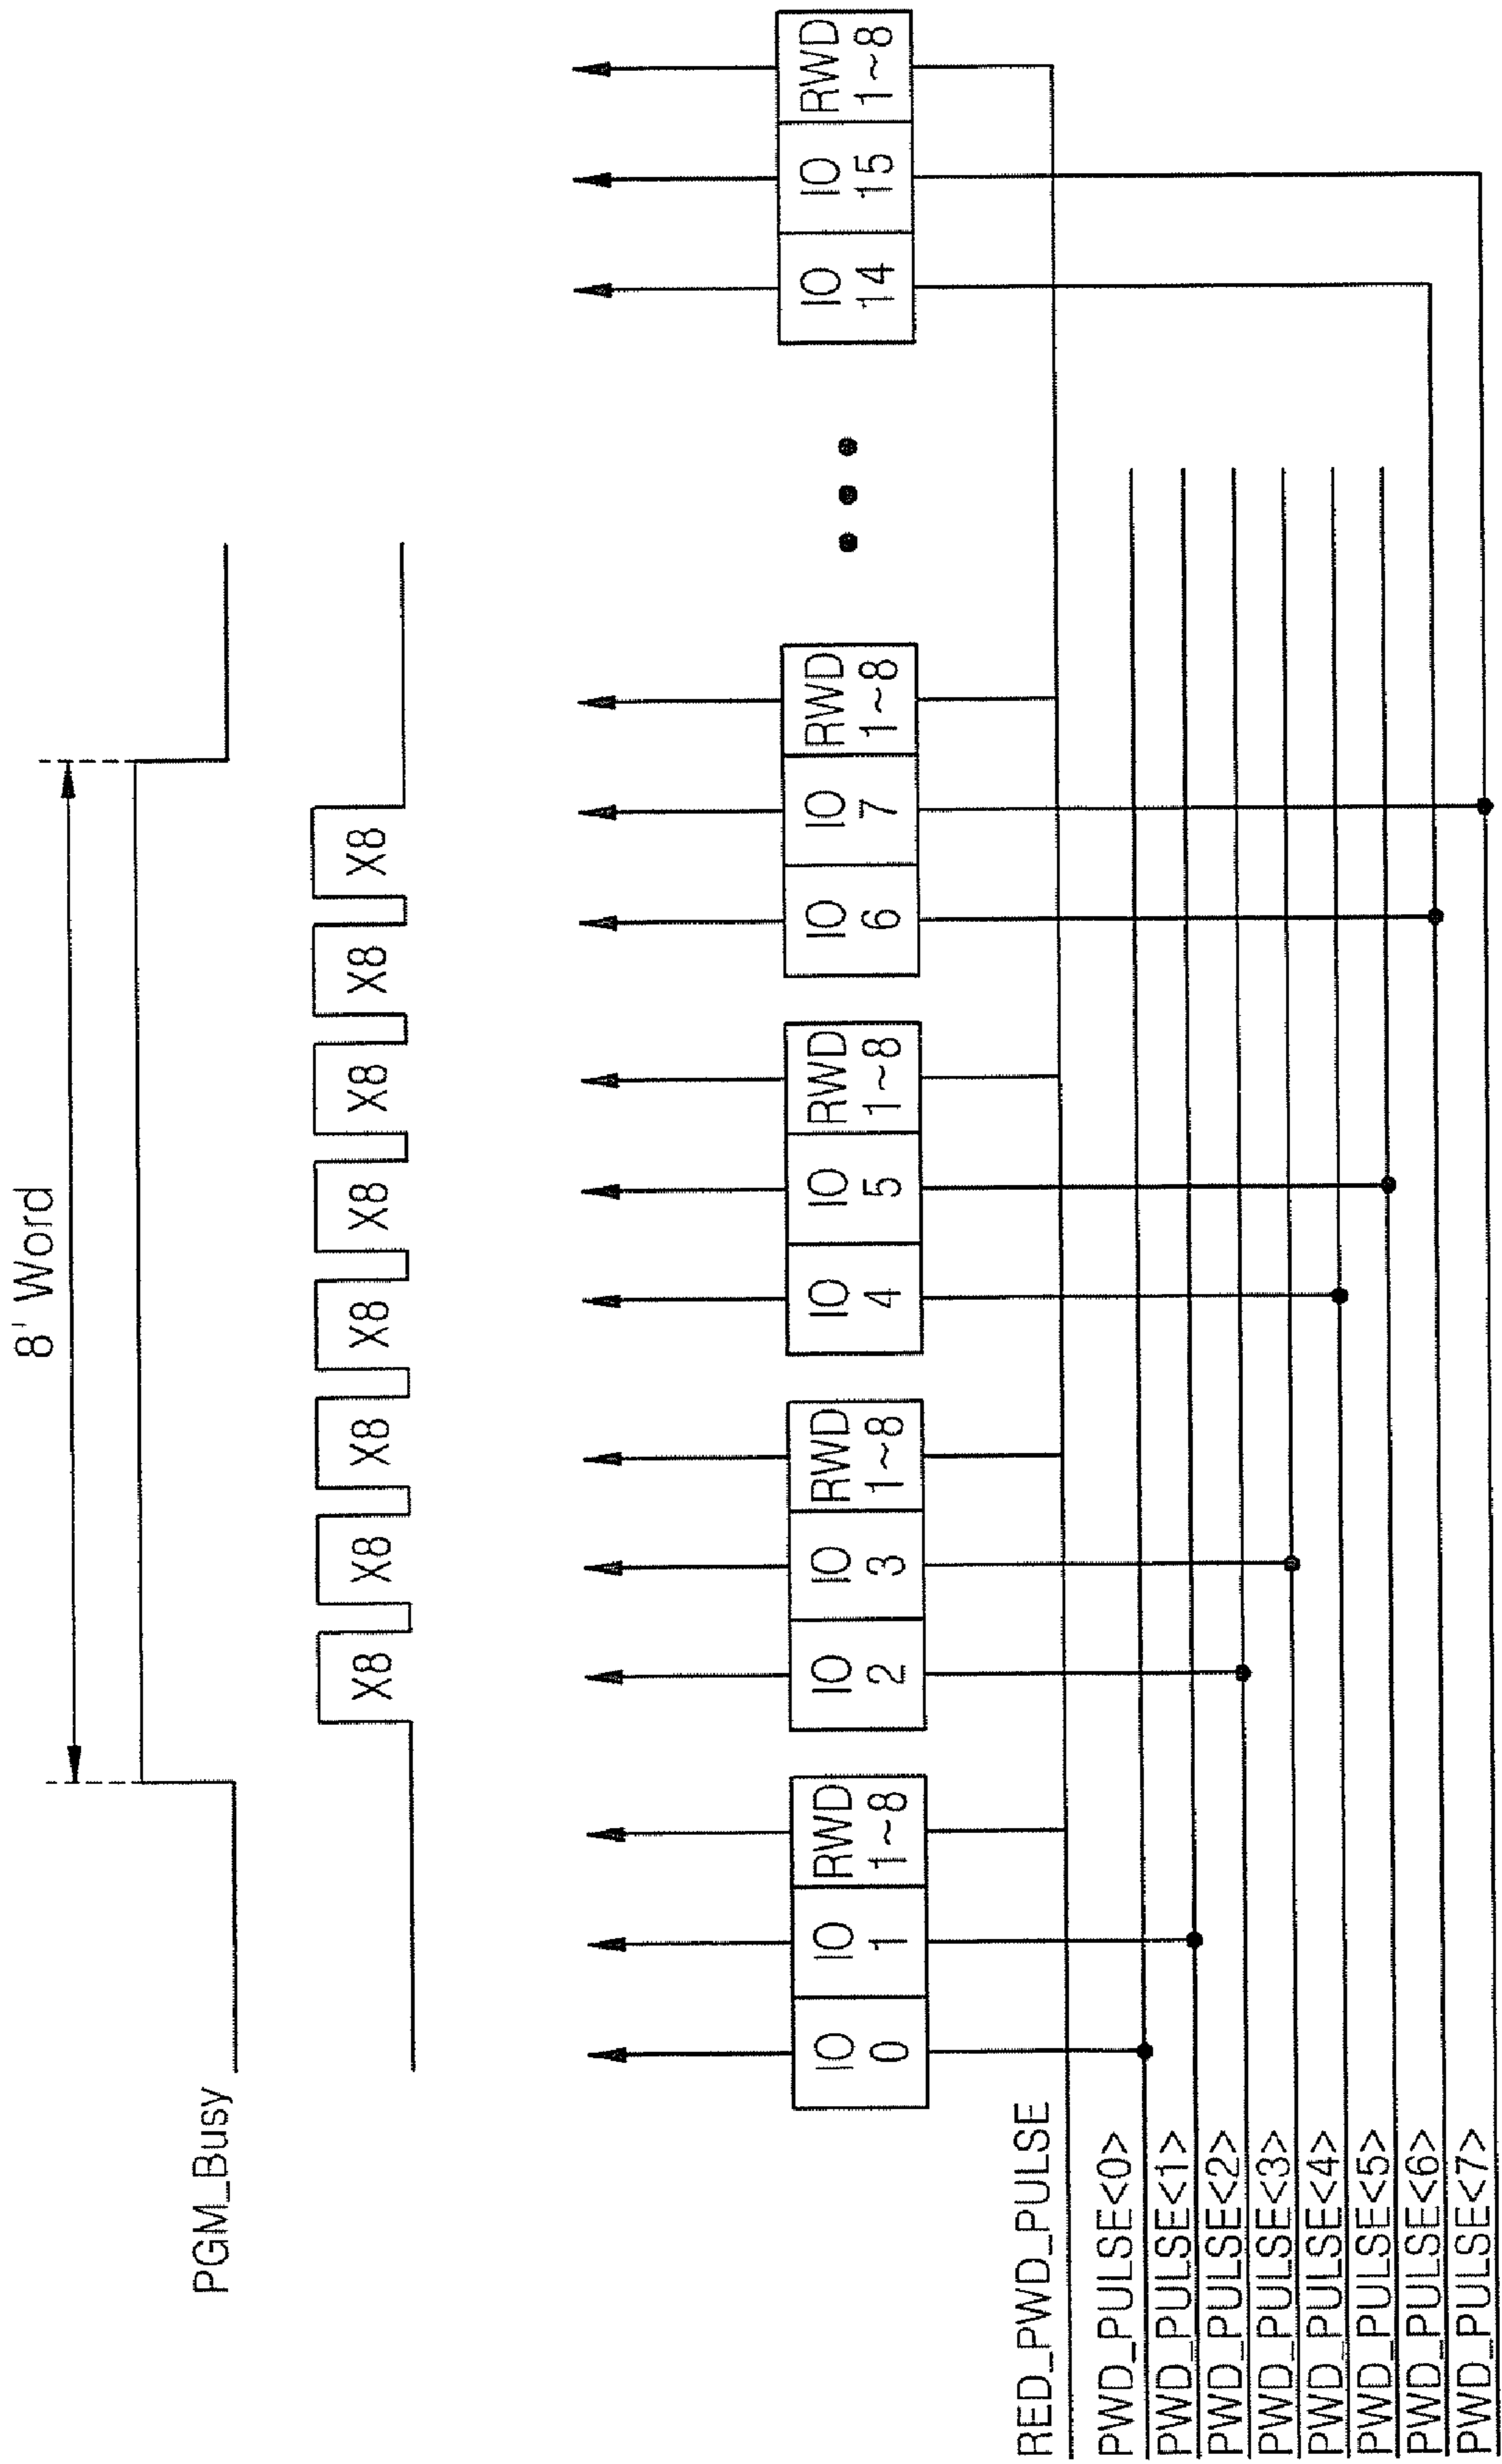 8' Word
PGM_Busy
X8 X8 X8 X8 X8 X8 X8 X8
IO 0
IO 1
RWD 1~8
IO 2
IO 3
RWD 1~8
IO 4
IO 5
RWD 1~8
IO 6
IO 7
RWD 1~8
IO 14
IO 15
RWD 1~8
RED_PWD_PULSE
PWD_PULSE<0>
PWD_PULSE<1>
PWD_PULSE<2>
PWD_PULSE<3>
PWD_PULSE<4>
PWD_PULSE<5>
PWD_PULSE<6>
PWD_PULSE<7>